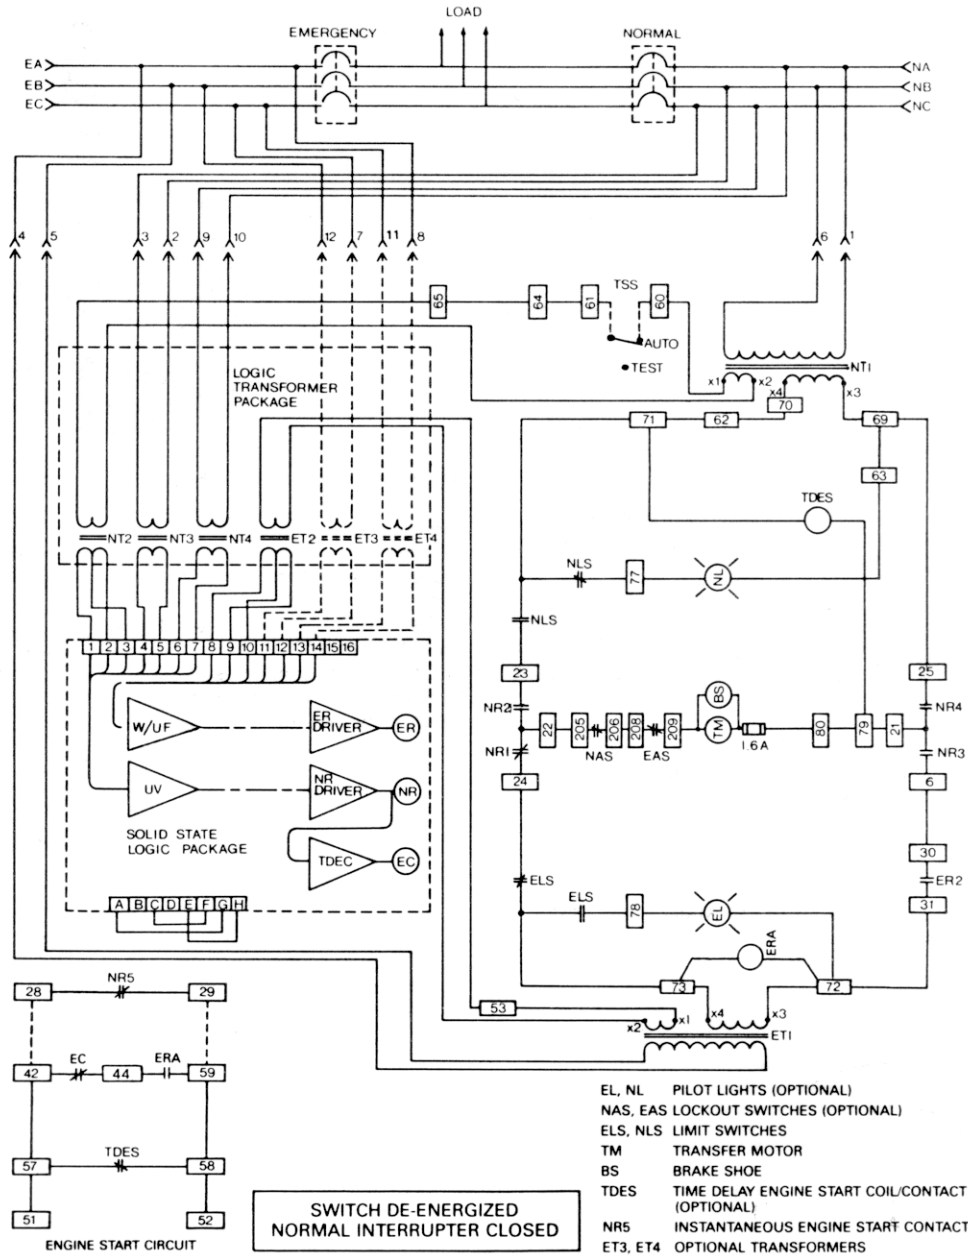 LOAD
EMERGENCY
NORMAL
EA
NA
EB
NB
EC
NC
4
5
3
2
9
10
12
7
11
8
6
1
TSS
65
64
61
60
AUTO
TEST
LOGIC
TRANSFORMER
PACKAGE
x1
x2
x4
x3
NT1
70
71
62
69
63
TDES
NT2
NT3
NT4
ET2
ET3
ET4
NLS
77
NL
NLS
1 2 3 4 5 6 7 8 9 10 11 12 13 14 15 16
23
25
NR2
BS
NR4
W/UF
ER
DRIVER
ER
22
205
206
208
209
TM
80
79
21
NR1
NAS
EAS
1.6A
NR3
24
6
UV
NR
DRIVER
NR
SOLID STATE
LOGIC PACKAGE
TDEC
EC
30
ELS
ER2
A B C D E F G H
ELS
78
EL
31
ERA
NR5
28
29
73
72
53
x2
x1
x4
x3
ET1
EC
ERA
42
44
59
TDES
57
58
51
52
ENGINE START CIRCUIT
SWITCH DE-ENERGIZED
NORMAL INTERRUPTER CLOSED
EL, NL PILOT LIGHTS (OPTIONAL)
NAS, EAS LOCKOUT SWITCHES (OPTIONAL)
ELS, NLS LIMIT SWITCHES
TM TRANSFER MOTOR
BS BRAKE SHOE
TDES TIME DELAY ENGINE START COIL/CONTACT
(OPTIONAL)
NR5 INSTANTANEOUS ENGINE START CONTACT
ET3, ET4 OPTIONAL TRANSFORMERS